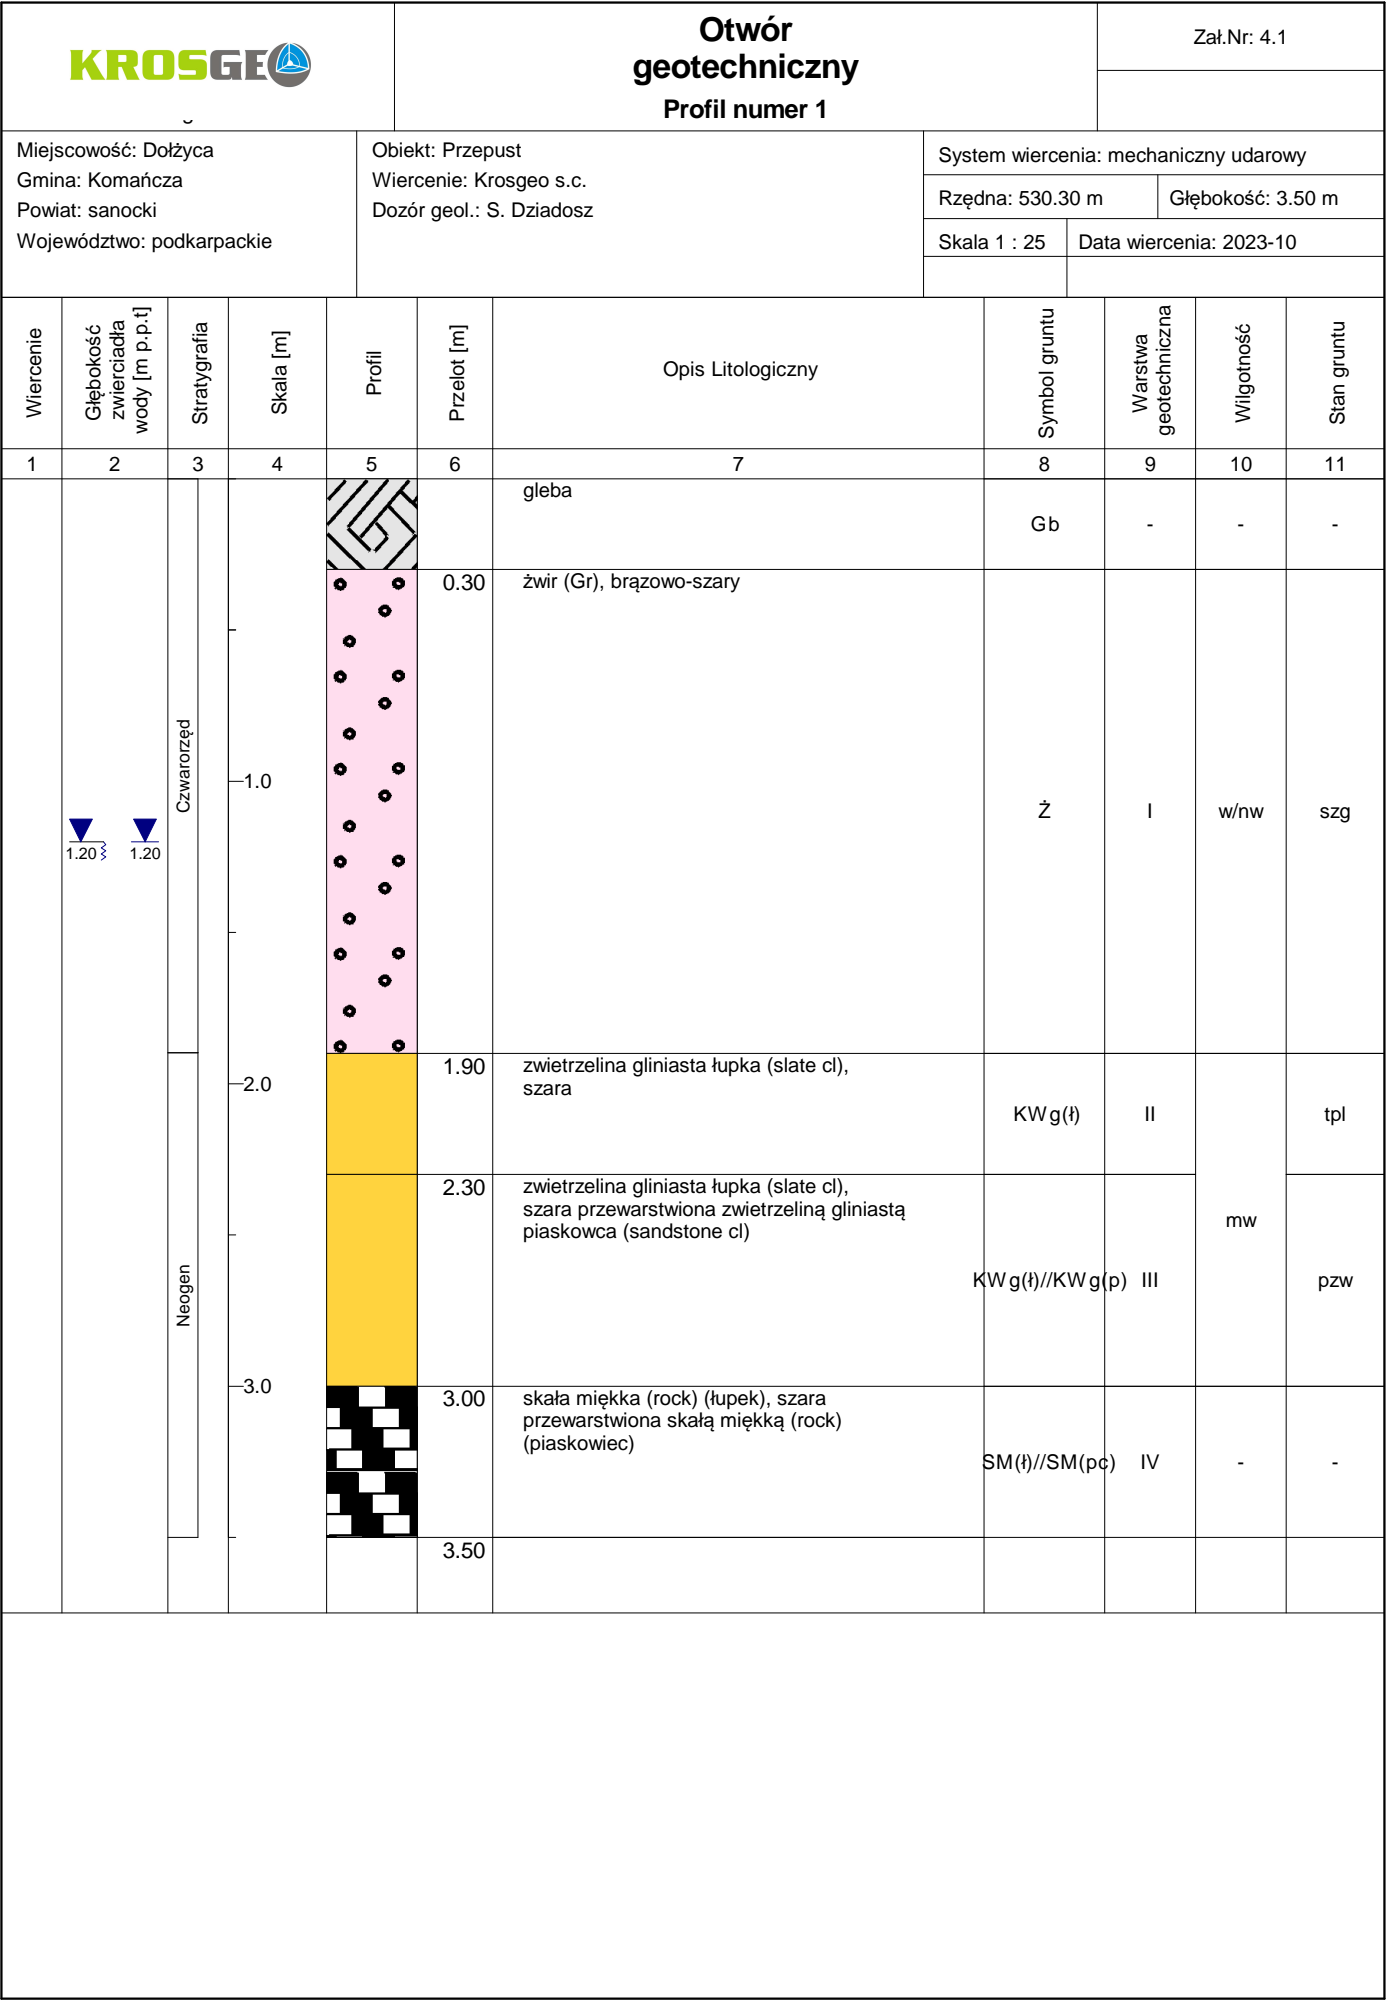 KROSGEO
Otwór
geotechniczny
Profil numer 1
Zał.Nr: 4.1
Miejscowość: Dołżyca
Gmina: Komańcza
Powiat: sanocki
Województwo: podkarpackie
Obiekt: Przepust
Wiercenie: Krosgeo s.c.
Dozór geol.: S. Dziadosz
System wiercenia: mechaniczny udarowy
Rzędna: 530.30 m
Głębokość: 3.50 m
Skala 1 : 25
Data wiercenia: 2023-10
Wiercenie
Głębokość
zwierciadła
wody [m p.p.t]
Stratygrafia
Skala [m]
Profil
Przelot [m]
Opis Litologiczny
Symbol gruntu
Warstwa
geotechniczna
Wilgotność
Stan gruntu
1 2 3 4 5 6 7 8 9 10 11
gleba
Gb - - -
0.30 żwir (Gr), brązowo-szary
Czwarorzęd
1.0
1.20 1.20
Ż I w/nw szg
1.90 zwietrzelina gliniasta łupka (slate cl),
szara
2.0
KWg(ł) II tpl
2.30 zwietrzelina gliniasta łupka (slate cl),
szara przewarstwiona zwietrzeliną gliniastą
piaskowca (sandstone cl)
mw
Neogen
KWg(ł)//KWg(p) III pzw
3.0
3.00 skała miękka (rock) (łupek), szara
przewarstwiona skałą miękką (rock)
(piaskowiec)
SM(ł)//SM(pc) IV - -
3.50